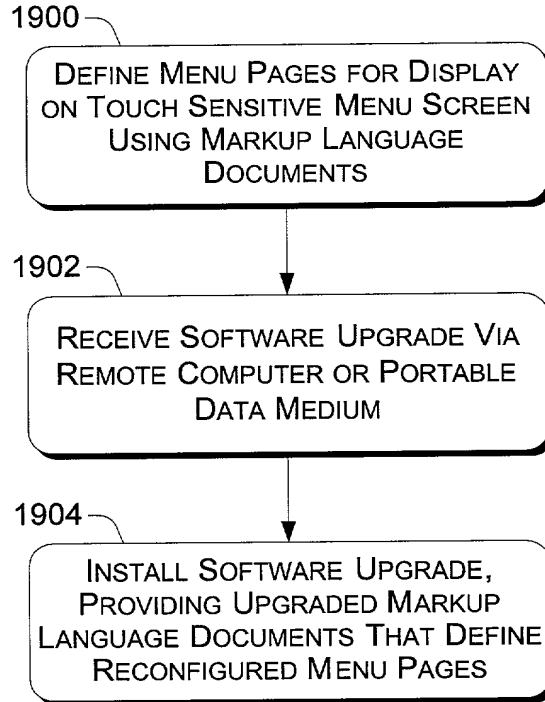 1900
DEFINE MENU PAGES FOR DISPLAY
ON TOUCH SENSITIVE MENU SCREEN
USING MARKUP LANGUAGE
DOCUMENTS
1902
RECEIVE SOFTWARE UPGRADE VIA
REMOTE COMPUTER OR PORTABLE
DATA MEDIUM
1904
INSTALL SOFTWARE UPGRADE,
PROVIDING UPGRADED MARKUP
LANGUAGE DOCUMENTS THAT DEFINE
RECONFIGURED MENU PAGES